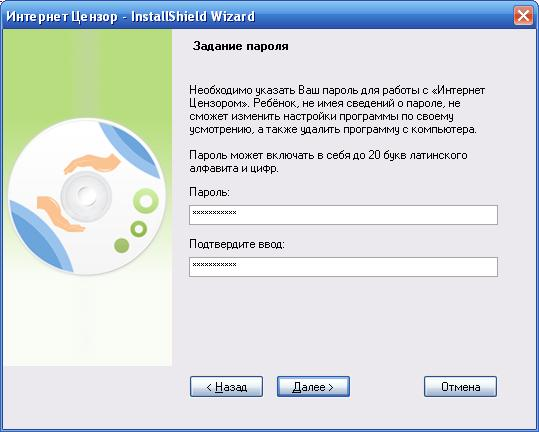 Интернет Цензор - InstallShield Wizard
Задание пароля
Необходимо указать Ваш пароль для работы с «Интернет
Цензором». Ребёнок, не имея сведений о пароле, не
сможет изменить настройки программы по своему
усмотрению, а также удалить программу с компьютера.
Пароль может включать в себя до 20 букв латинского
алфавита и цифр.
Пароль:
xxxxxxxxxxx
Подтвердите ввод:
xxxxxxxxxxx
< Назад
Далее >
Отмена